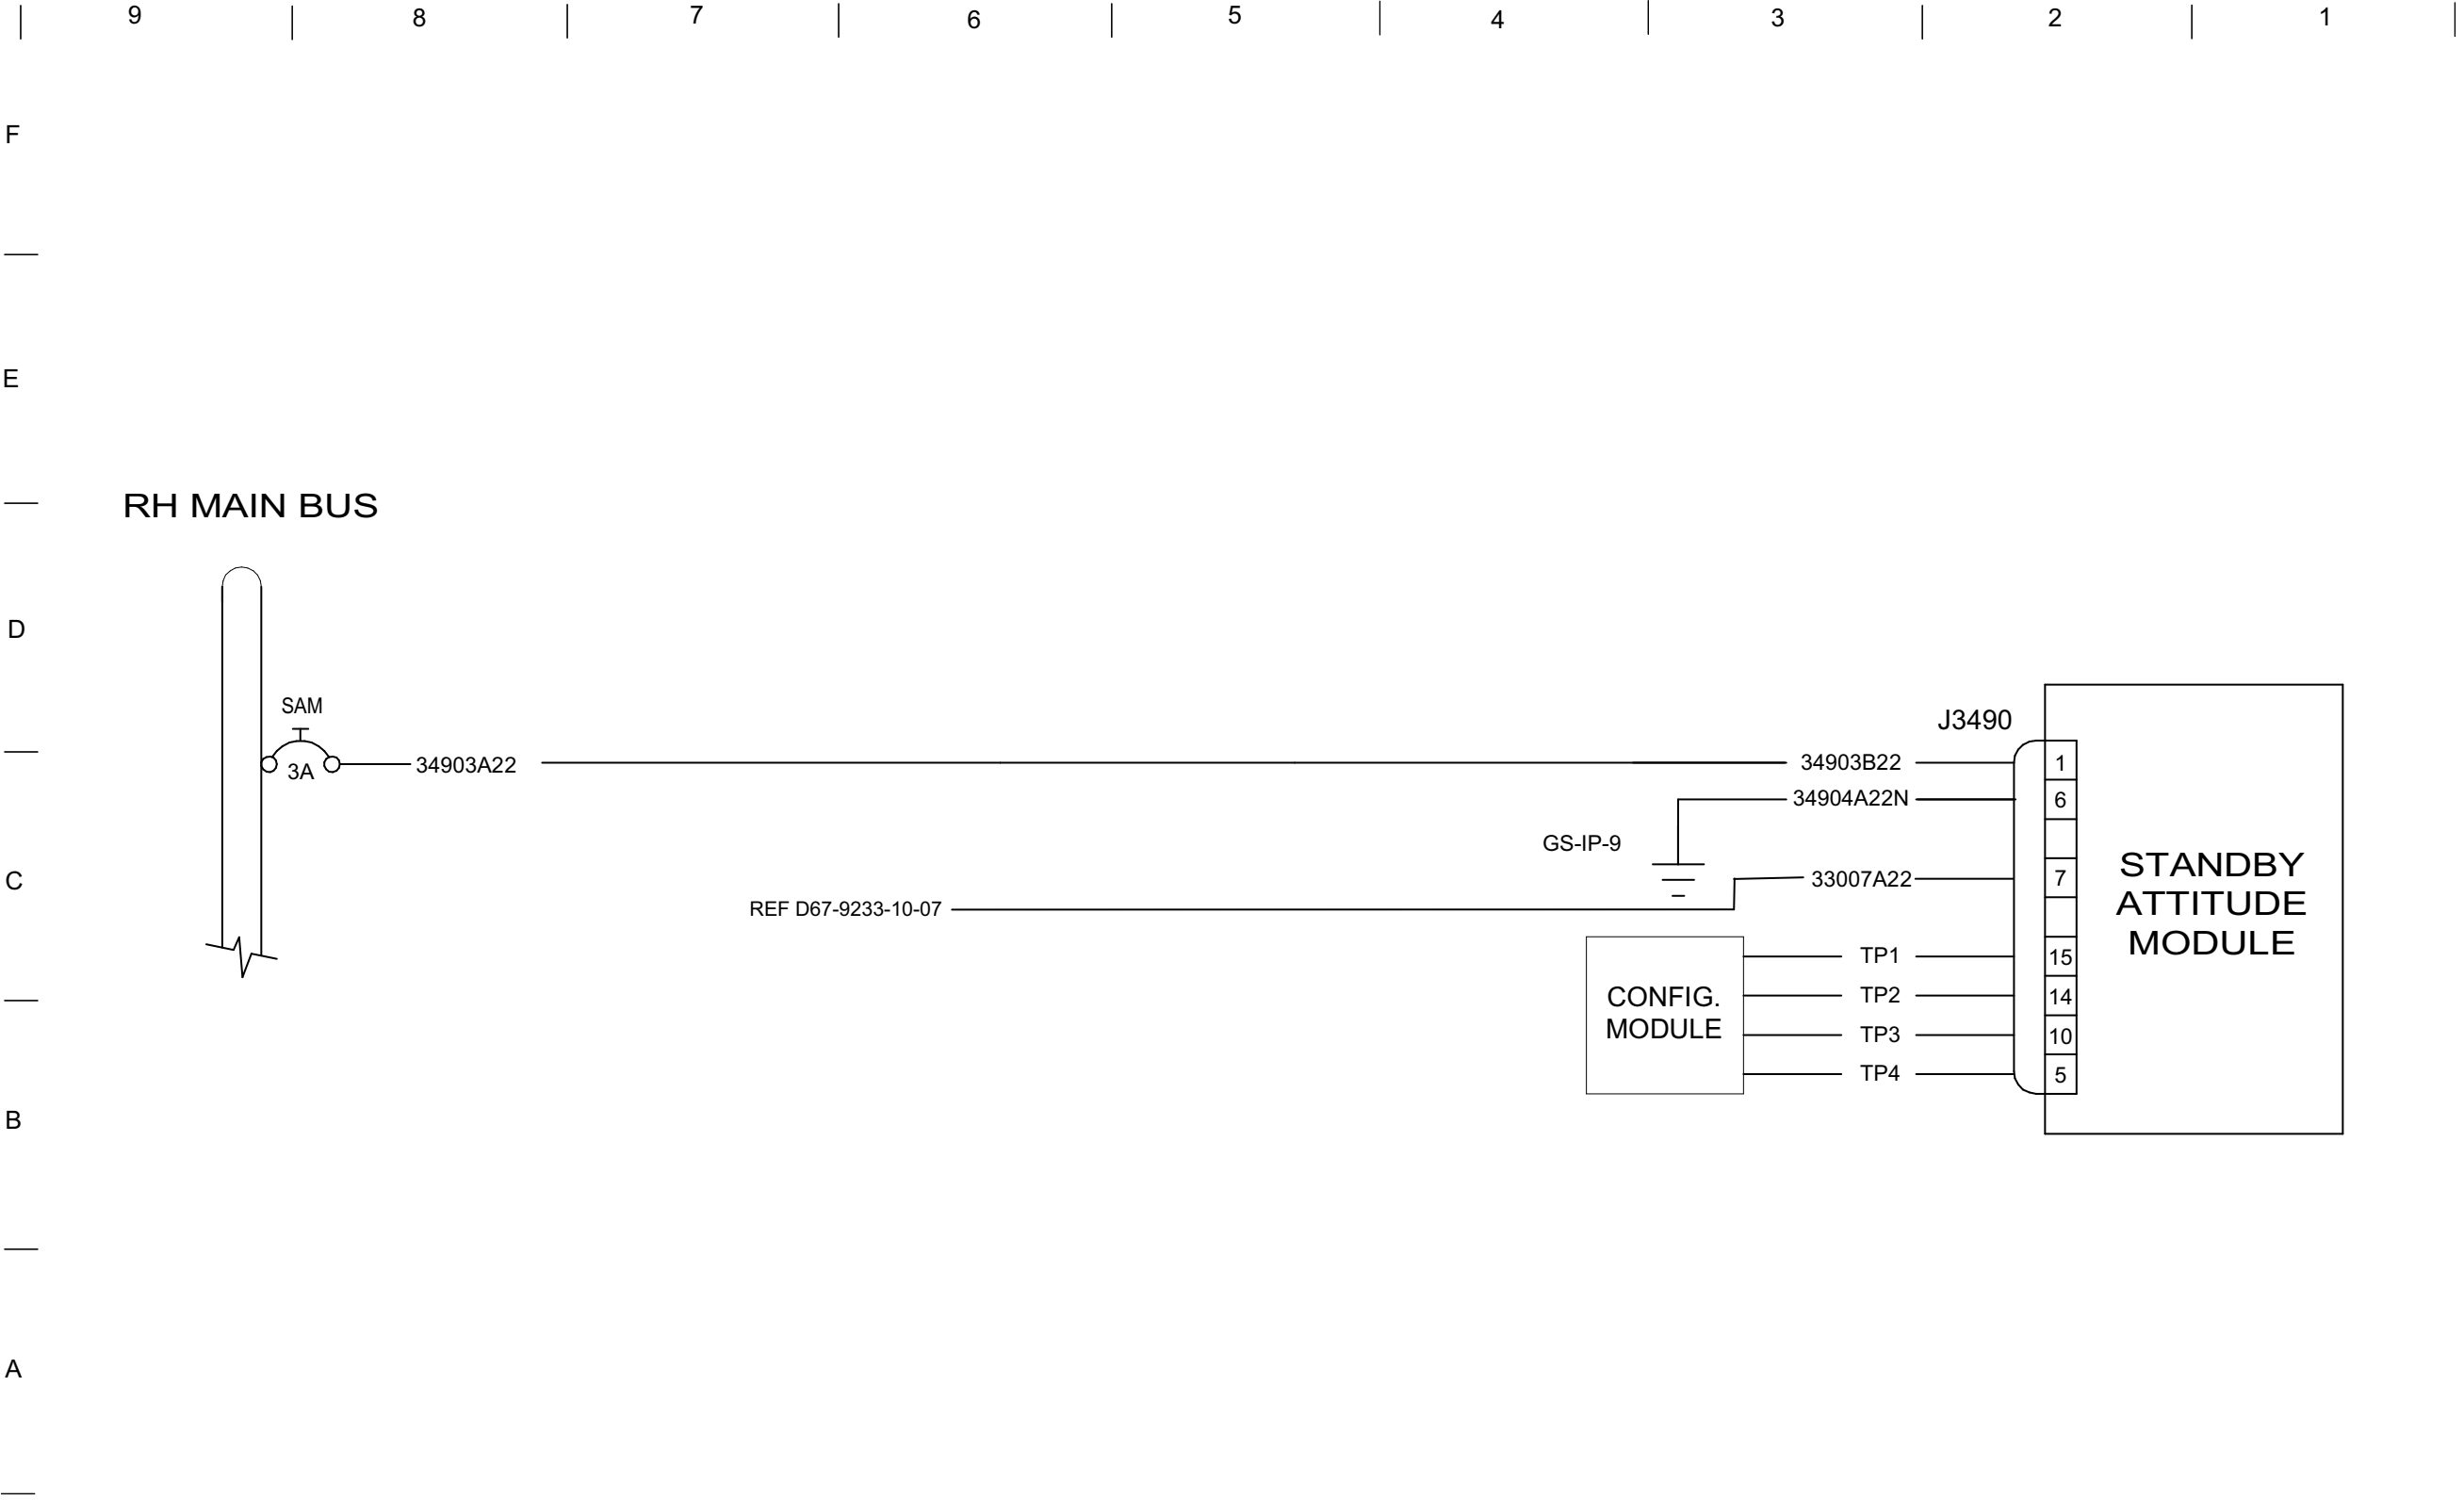 9 8 7 6 5 4 3 2 1
F
E
RH MAIN BUS
D
SAM
J3490
3A
34903A22
34903B22
1
34904A22N
6
GS-IP-9
C
33007A22
7
REF D67-9233-10-07
STANDBY
ATTITUDE
MODULE
TP1
15
CONFIG.
MODULE
TP2
14
TP3
10
TP4
5
B
A